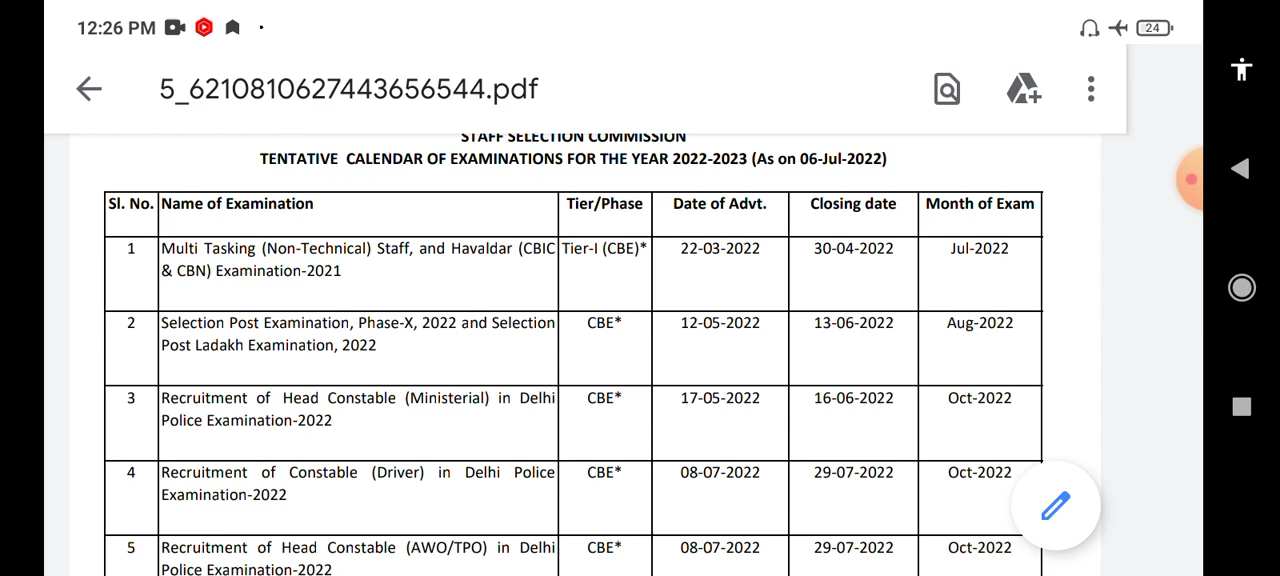 12:26 PM
24
5_6210810627443656544.pdf
STAFF SELECTION COMMISSION
TENTATIVE CALENDAR OF EXAMINATIONS FOR THE YEAR 2022-2023 (As on 06-Jul-2022)
Sl. No. Name of Examination Tier/Phase Date of Advt. Closing date Month of Exam
1 Multi Tasking (Non-Technical) Staff, and Havaldar (CBIC Tier-I (CBE)* 22-03-2022 30-04-2022 Jul-2022
& CBN) Examination-2021
2 Selection Post Examination, Phase-X, 2022 and Selection CBE* 12-05-2022 13-06-2022 Aug-2022
Post Ladakh Examination, 2022
3 Recruitment of Head Constable (Ministerial) in Delhi CBE* 17-05-2022 16-06-2022 Oct-2022
Police Examination-2022
4 Recruitment of Constable (Driver) in Delhi Police CBE* 08-07-2022 29-07-2022 Oct-2022
Examination-2022
5 Recruitment of Head Constable (AWO/TPO) in Delhi CBE* 08-07-2022 29-07-2022 Oct-2022
Police Examination-2022